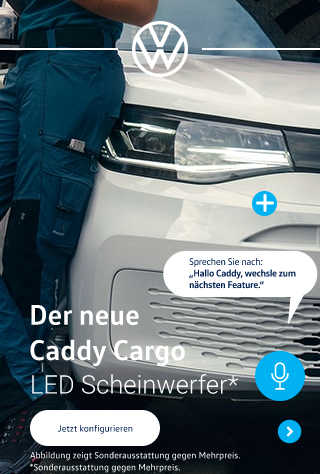 Sprechen Sie nach:
„Hallo Caddy, wechsle zum
nächsten Feature.“
Der neue
Caddy Cargo
LED Scheinwerfer*
Jetzt konfigurieren
Abbildung zeigt Sonderausstattung gegen Mehrpreis.
*Sonderausstattung gegen Mehrpreis.